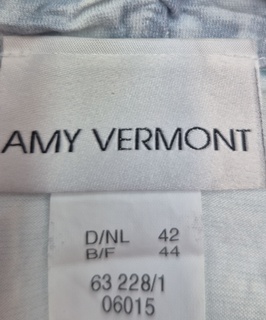 AMY VERMONT
D/NL 42
B/F 44
63 228/1
06015